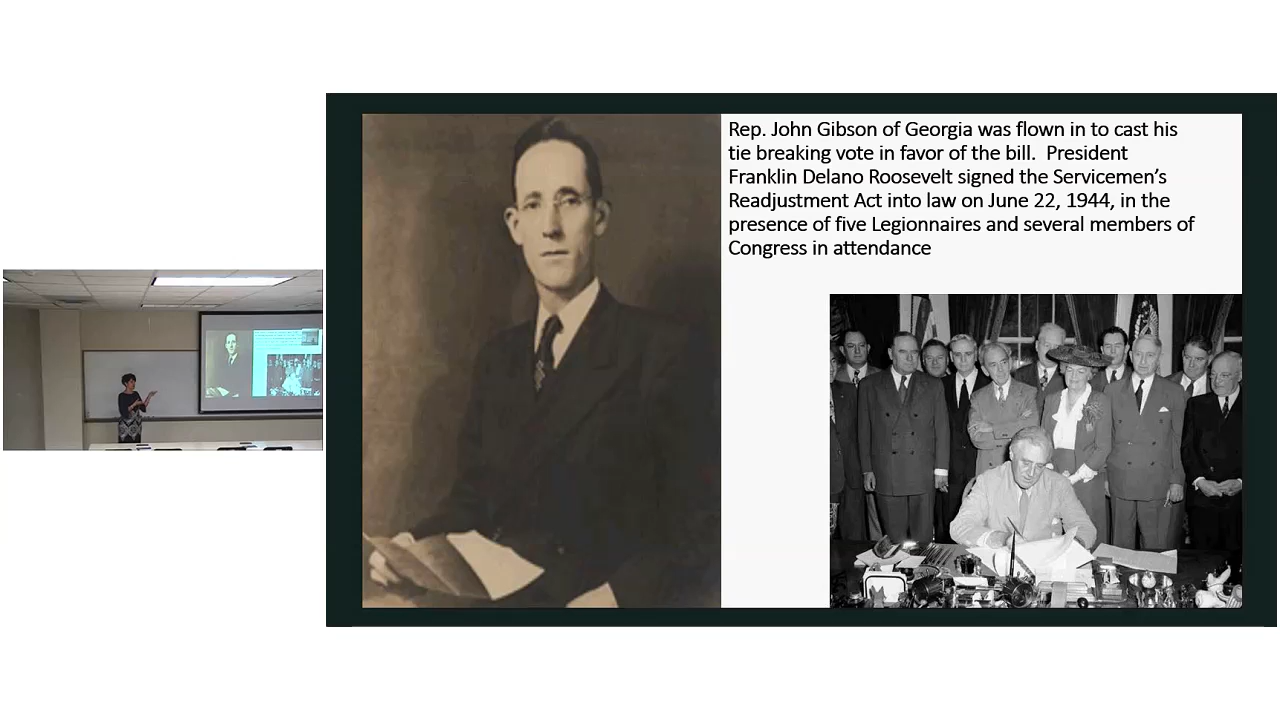 Rep. John Gibson of Georgia was flown in to cast his
tie breaking vote in favor of the bill.  President
Franklin Delano Roosevelt signed the Servicemen’s
Readjustment Act into law on June 22, 1944, in the
presence of five Legionnaires and several members of
Congress in attendance